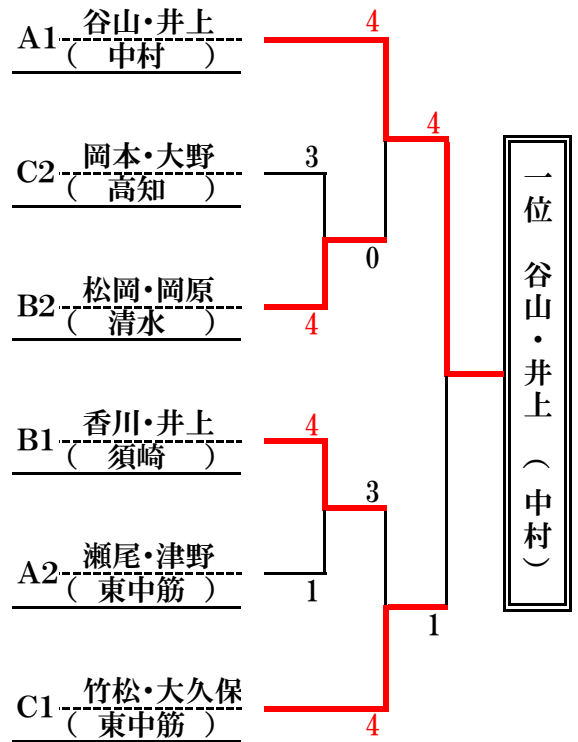 谷山・井上
A1
( 中村 )
4
4
岡本・大野
C2
( 高知 )
3
0
松岡・岡原
B2
( 清水 )
4
香川・井上
B1
( 須崎 )
4
3
瀬尾・津野
A2
( 東中筋 )
1
1
竹松・大久保
C1
( 東中筋 )
4
一位 谷山・井上 (中村)